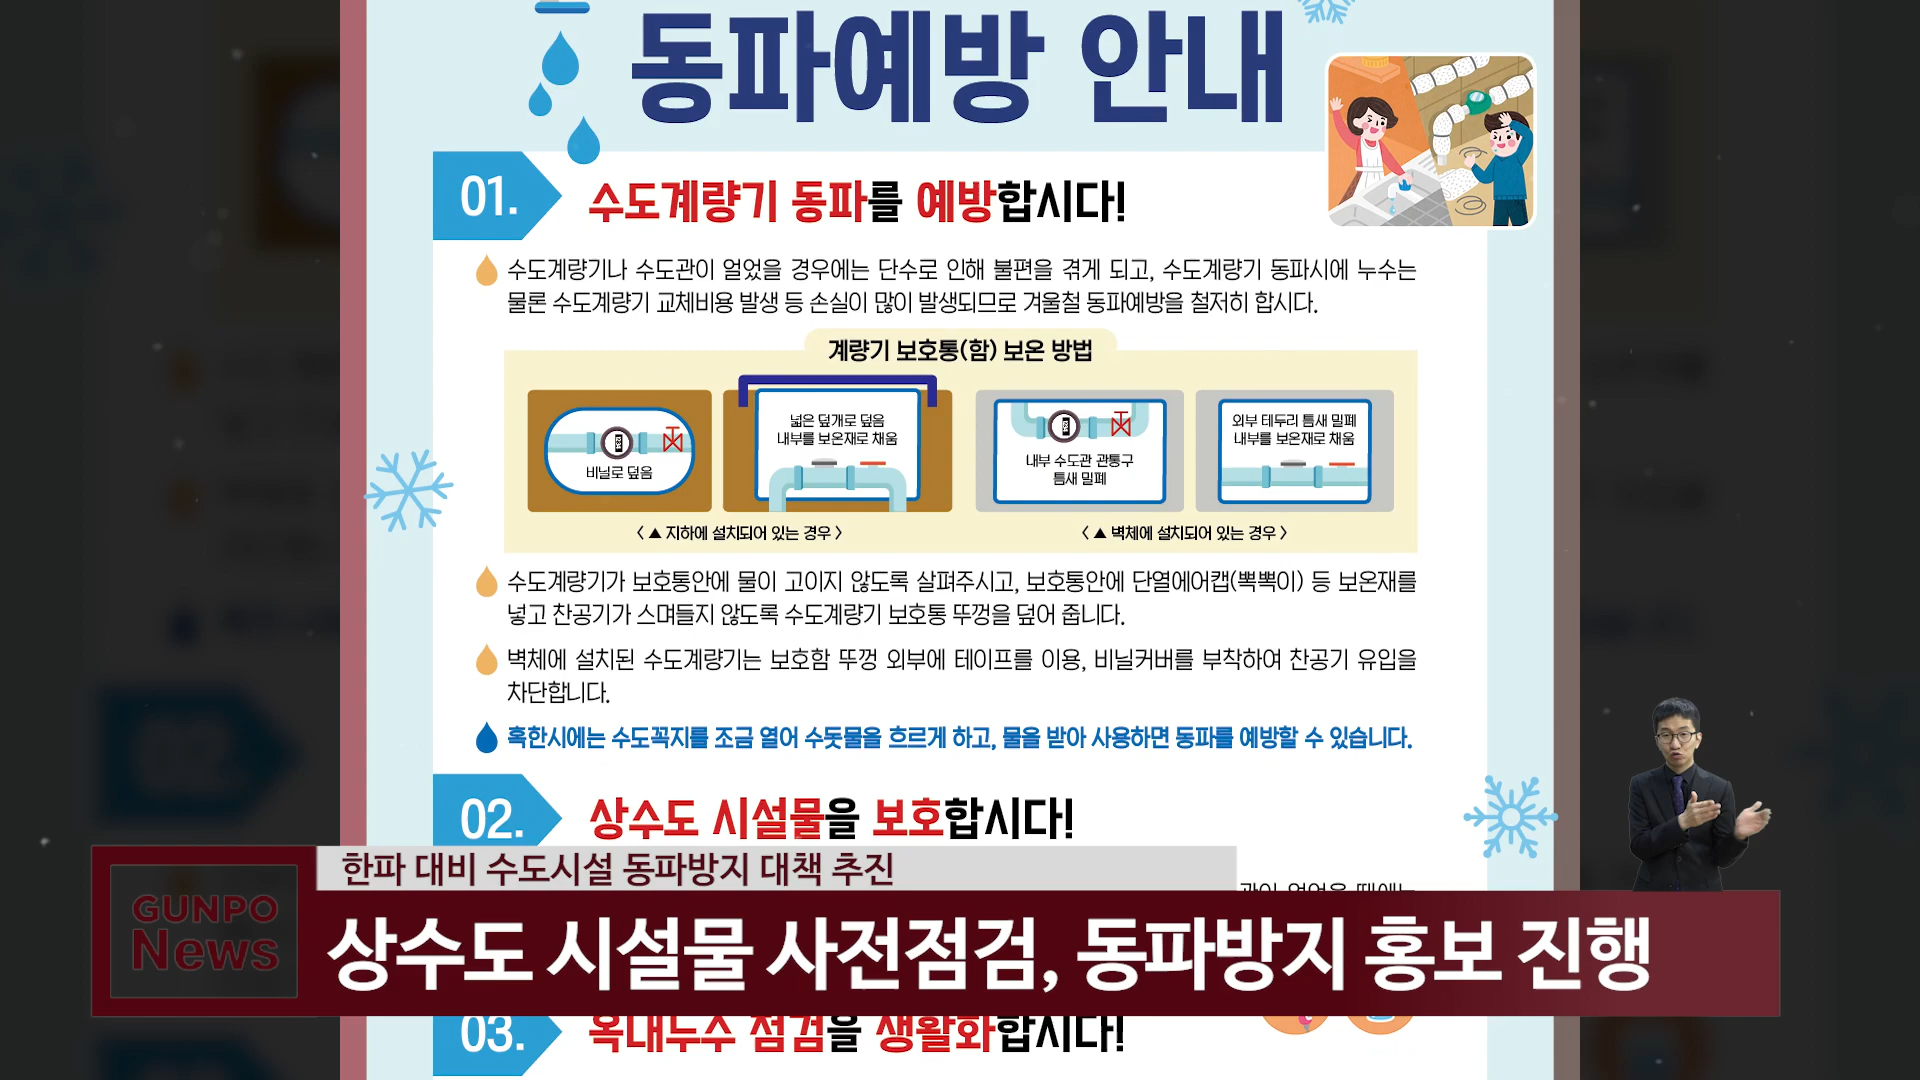 동파예방 안내
01.
수도계량기 동파를 예방합시다!
수도계량기나 수도관이 얼었을 경우에는 단수로 인해 불편을 겪게 되고, 수도계량기 동파시에 누수는
물론 수도계량기 교체비용 발생 등 손실이 많이 발생되므로 겨울철 동파예방을 철저히 합시다.
계량기 보호통(함) 보온 방법
비닐로 덮음
넓은 덮개로 덮음
내부를 보온재로 채움
내부 수도관 관통구
틈새 밀폐
외부 테두리 틈새 밀폐
내부를 보온재로 채움
〈 ▲ 지하에 설치되어 있는 경우 〉
〈 ▲ 벽체에 설치되어 있는 경우 〉
수도계량기가 보호통안에 물이 고이지 않도록 살펴주시고, 보호통안에 단열에어캡(뽁뽁이) 등 보온재를
넣고 찬공기가 스며들지 않도록 수도계량기 보호통 뚜껑을 덮어 줍니다.
벽체에 설치된 수도계량기는 보호함 뚜껑 외부에 테이프를 이용, 비닐커버를 부착하여 찬공기 유입을
차단합니다.
혹한시에는 수도꼭지를 조금 열어 수돗물을 흐르게 하고, 물을 받아 사용하면 동파를 예방할 수 있습니다.
02.
상수도 시설물을 보호합시다!
한파 대비 수도시설 동파방지 대책 추진
GUNPO
News
상수도 시설물 사전점검, 동파방지 홍보 진행
03.
옥내누수 점검을 생활화합시다!